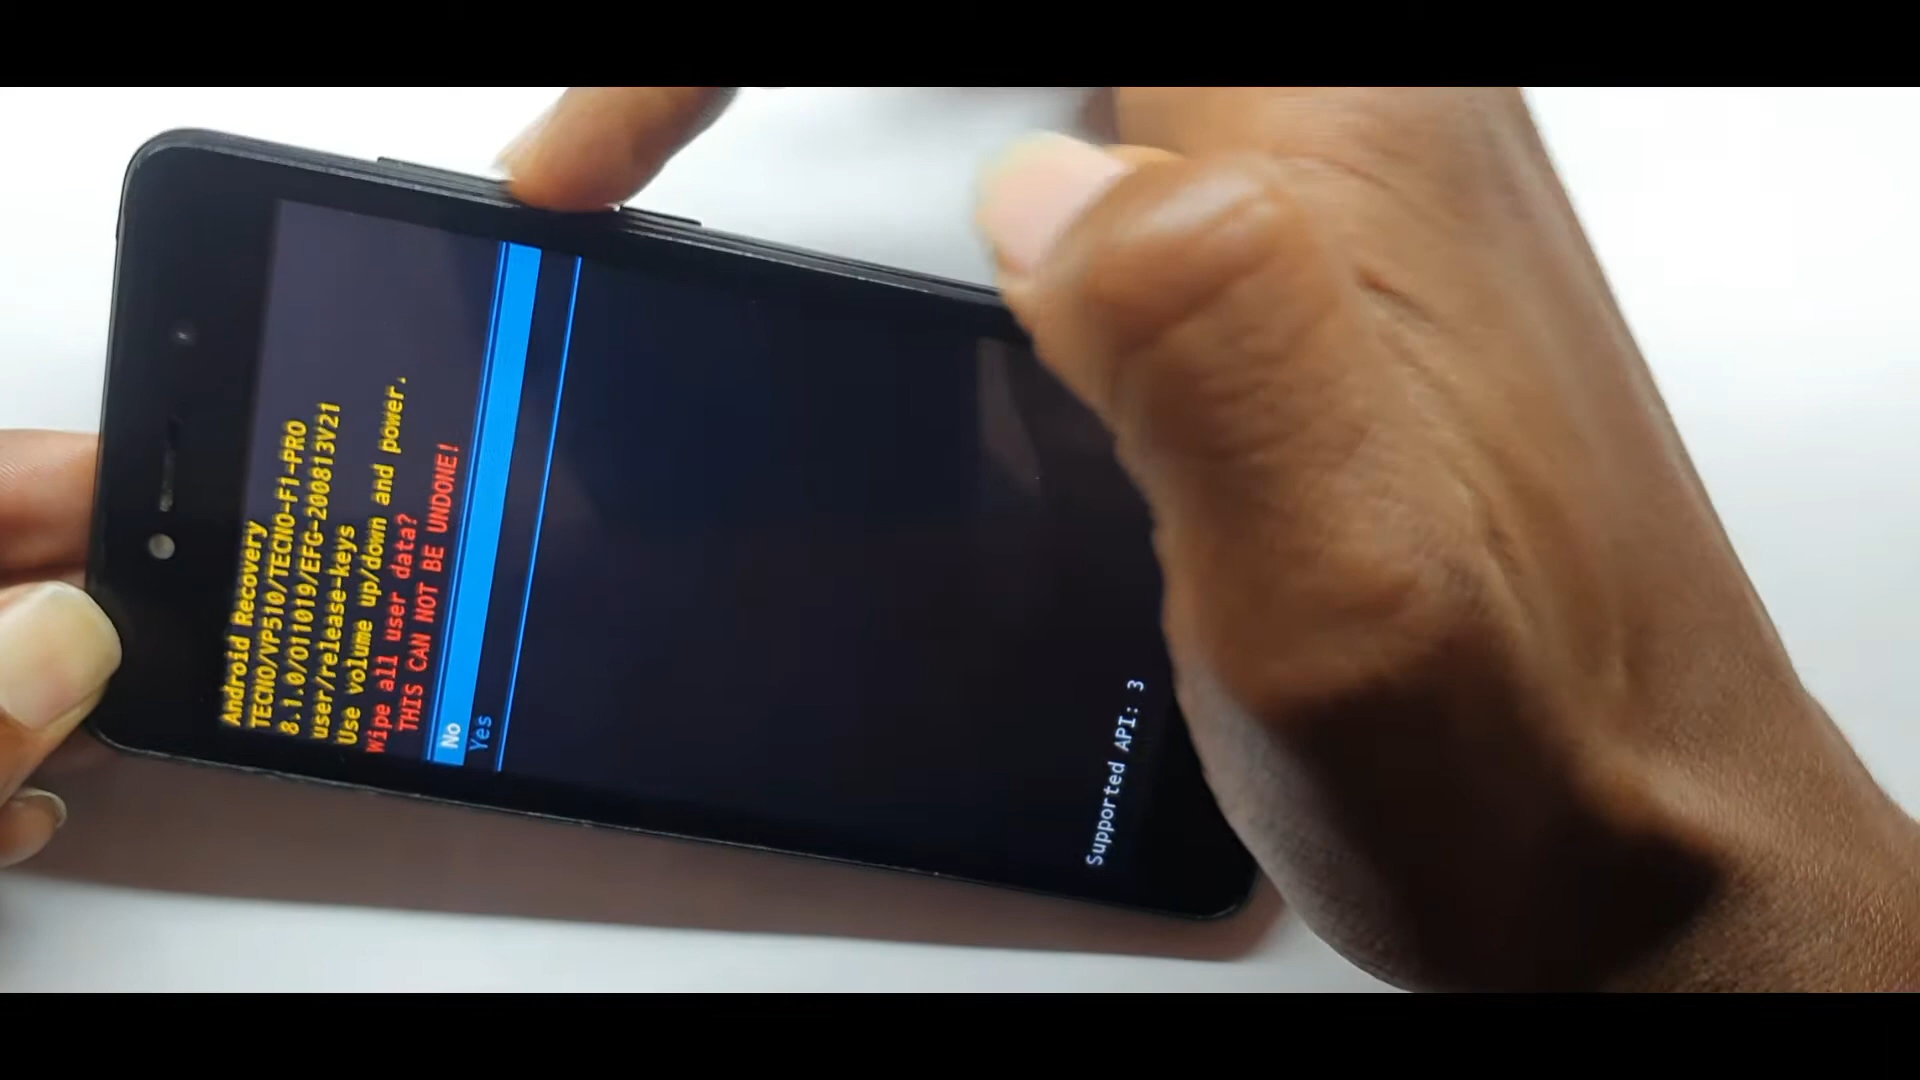 Android Recovery
TECNO/VP510/TECNO-F1-PRO
8.1.0/O11019/EFG-200813V21
user/release-keys
Use volume up/down and power.
Wipe all user data?
THIS CAN NOT BE UNDONE!
No
Yes
Supported API: 3